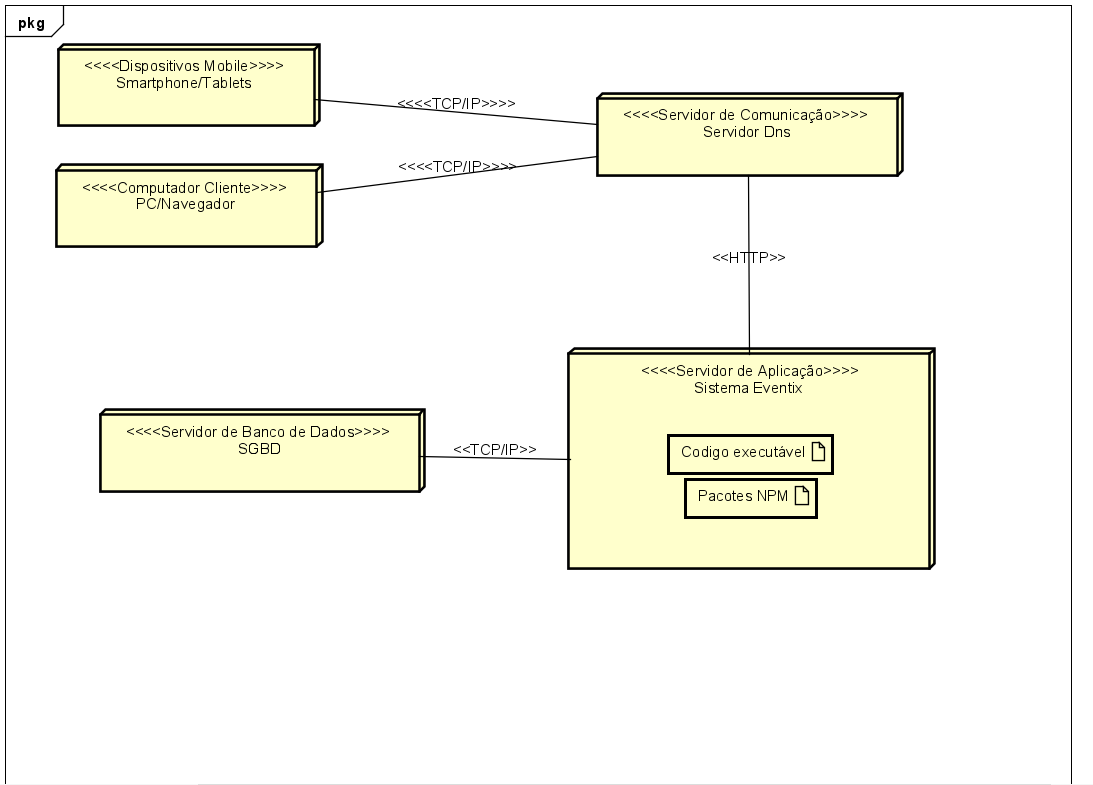 pkg
<<<<Dispositivos Mobile>>>>
Smartphone/Tablets
<<<<TCP/IP>>>>
<<<<Servidor de Comunicação>>>>
Servidor Dns
<<<<Computador Cliente>>>>
PC/Navegador
<<<<TCP/IP>>>>
<<HTTP>>
<<<<Servidor de Aplicação>>>>
Sistema Eventix
<<<<Servidor de Banco de Dados>>>>
SGBD
<<TCP/IP>>
Codigo executável
Pacotes NPM